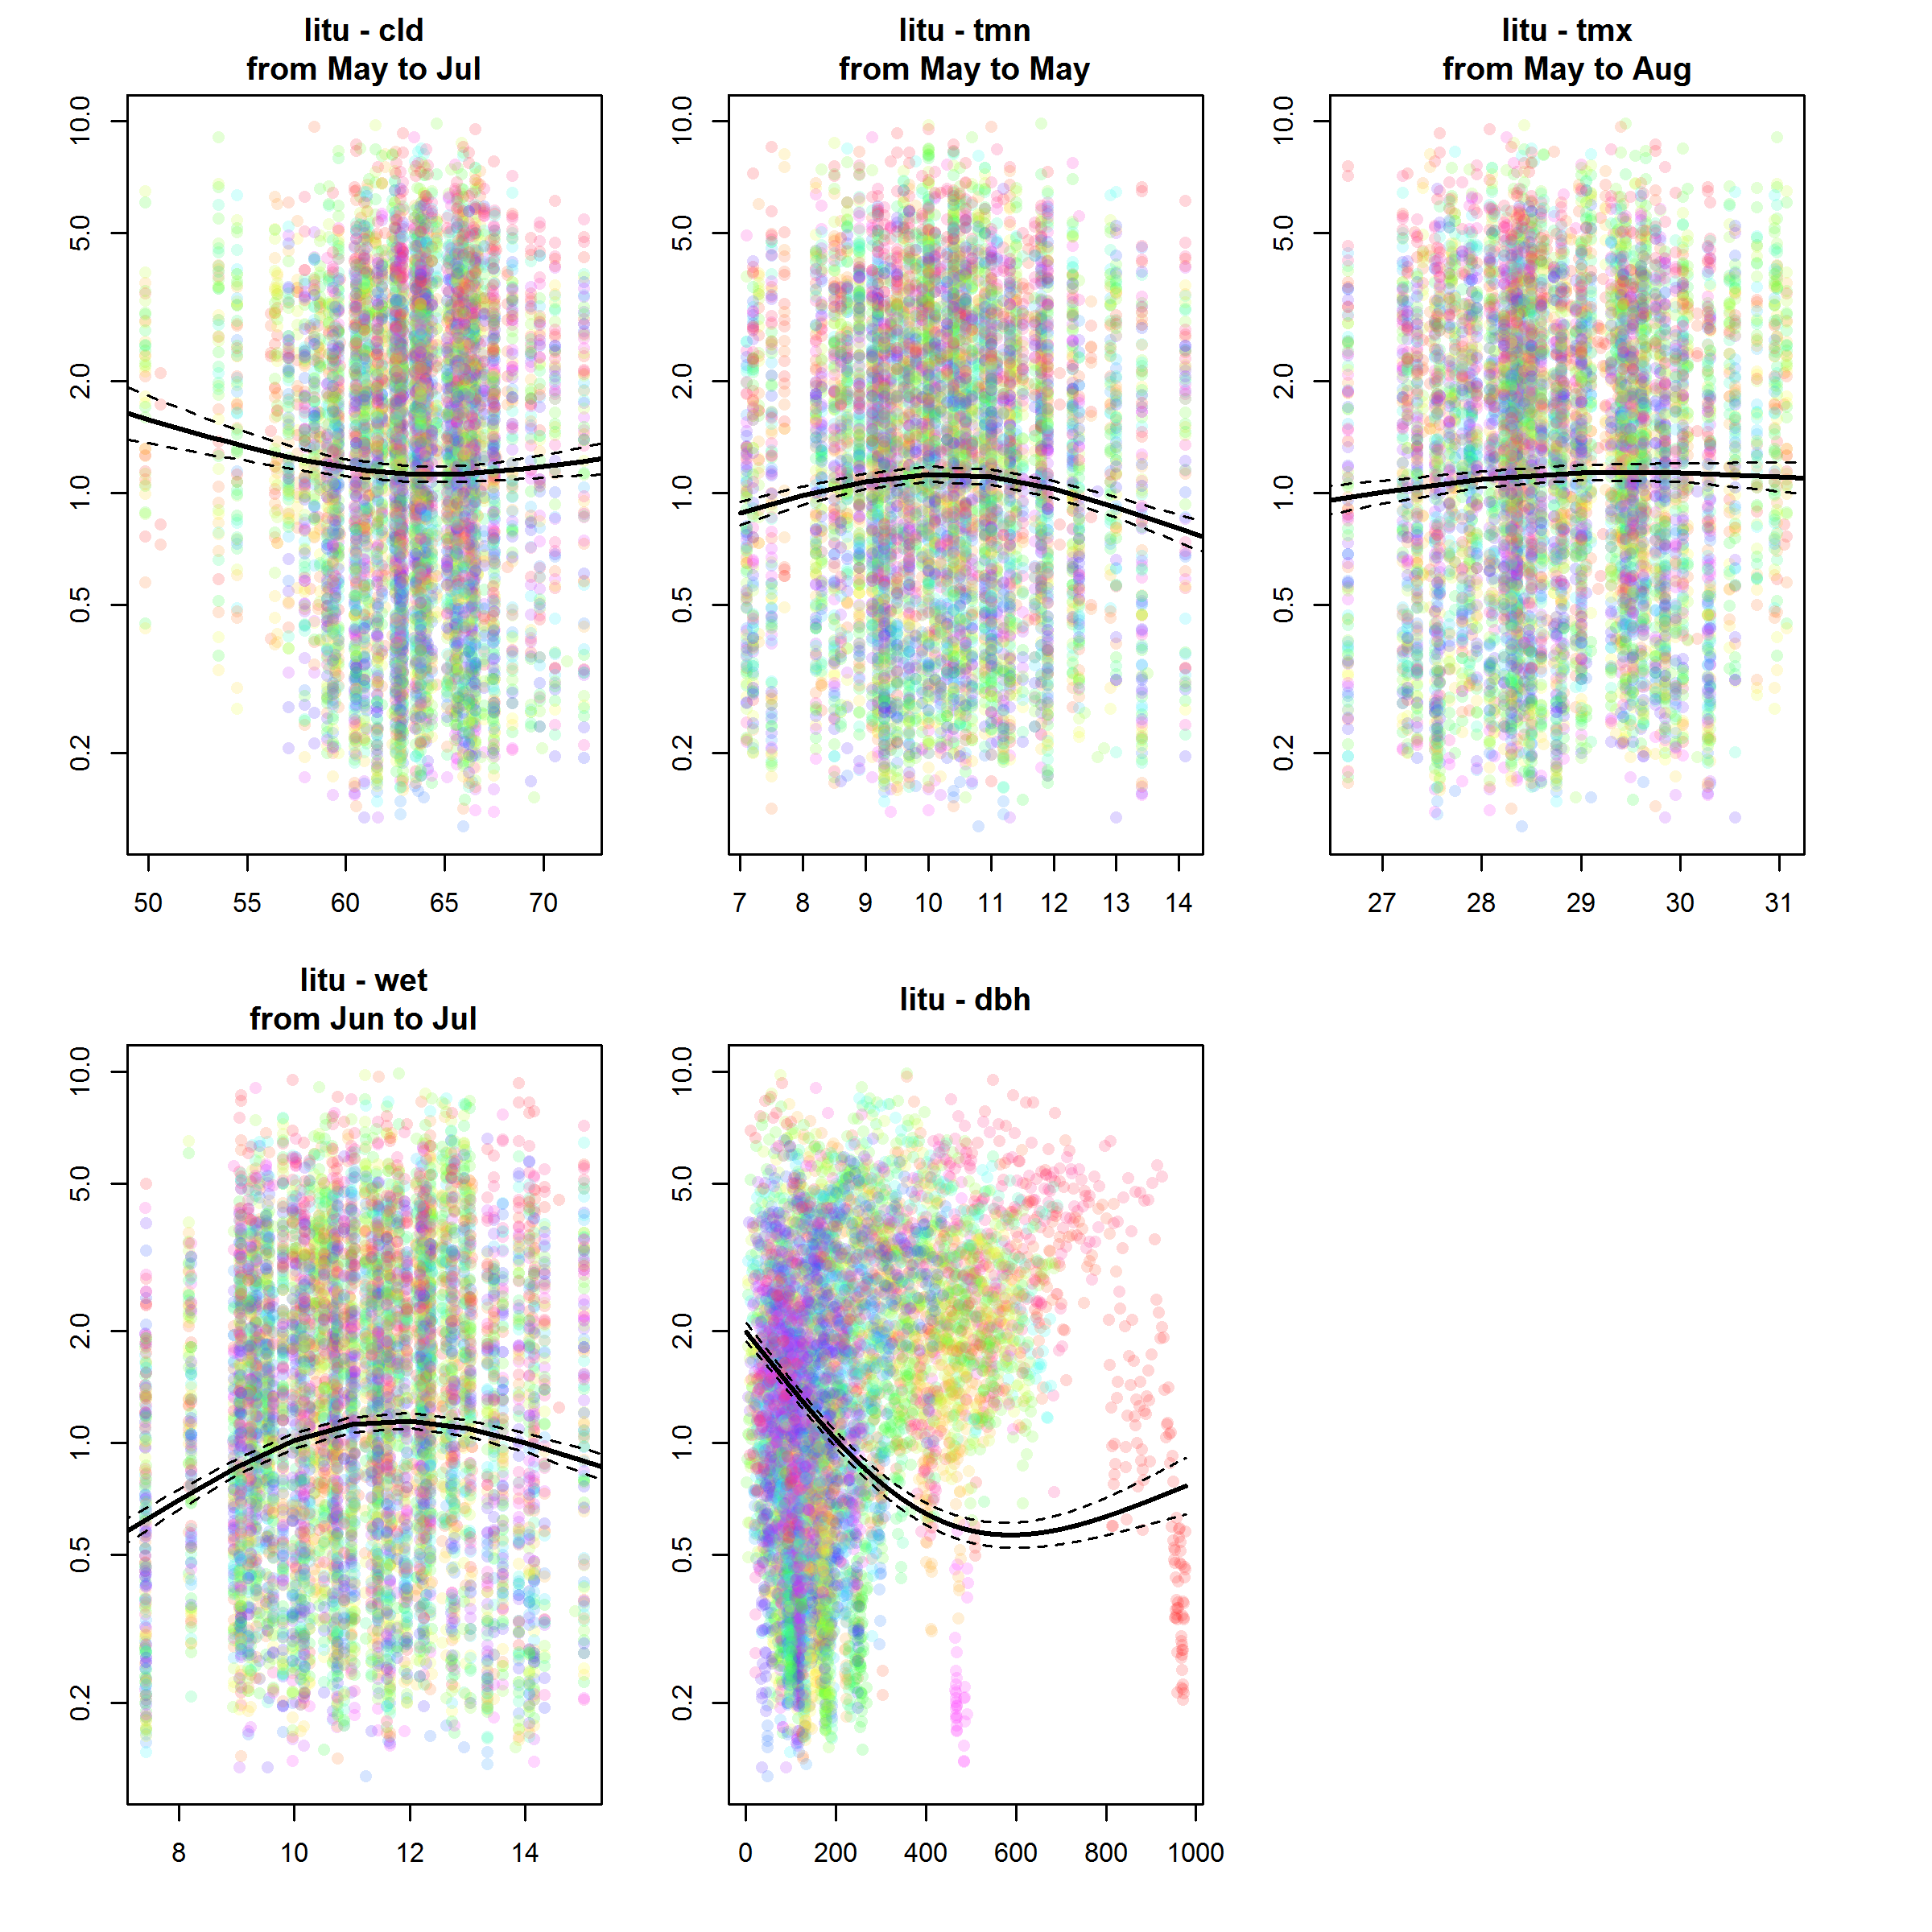 litu - cld
from May to Jul
10.0
5.0
2.0
1.0
0.5
0.2
50 55 60 65 70
litu - tmn
from May to May
10.0
5.0
2.0
1.0
0.5
0.2
7 8 9 10 11 12 13 14
litu - tmx
from May to Aug
10.0
5.0
2.0
1.0
0.5
0.2
27 28 29 30 31
litu - wet
from Jun to Jul
10.0
5.0
2.0
1.0
0.5
0.2
8 10 12 14
litu - dbh
10.0
5.0
2.0
1.0
0.5
0.2
0 200 400 600 800 1000